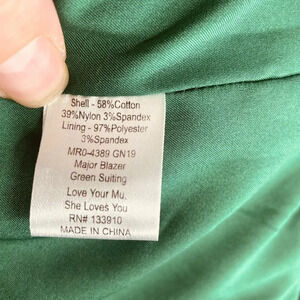 Shell - 58%Cotton
39%Nylon 3%Spandex
Lining - 97%Polyester
3%Spandex
MR0-4389 GN19
Major Blazer
Green Suiting
Love Your Mu,
She Loves You
RN# 133910
MADE IN CHINA